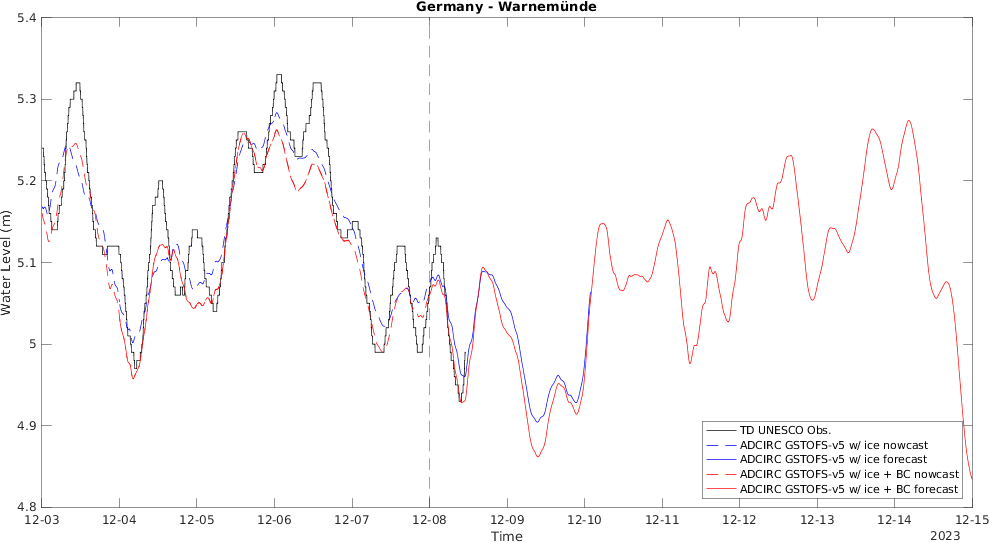 Germany - Warnemünde
5.4
5.3
5.2
5.1
5
4.9
4.8
Water Level (m)
TD UNESCO Obs.
ADCIRC GSTOFS-v5 w/ ice nowcast
ADCIRC GSTOFS-v5 w/ ice forecast
ADCIRC GSTOFS-v5 w/ ice + BC nowcast
ADCIRC GSTOFS-v5 w/ ice + BC forecast
12-03 12-04 12-05 12-06 12-07 12-08 12-09 12-10 12-11 12-12 12-13 12-14 12-15
Time
2023